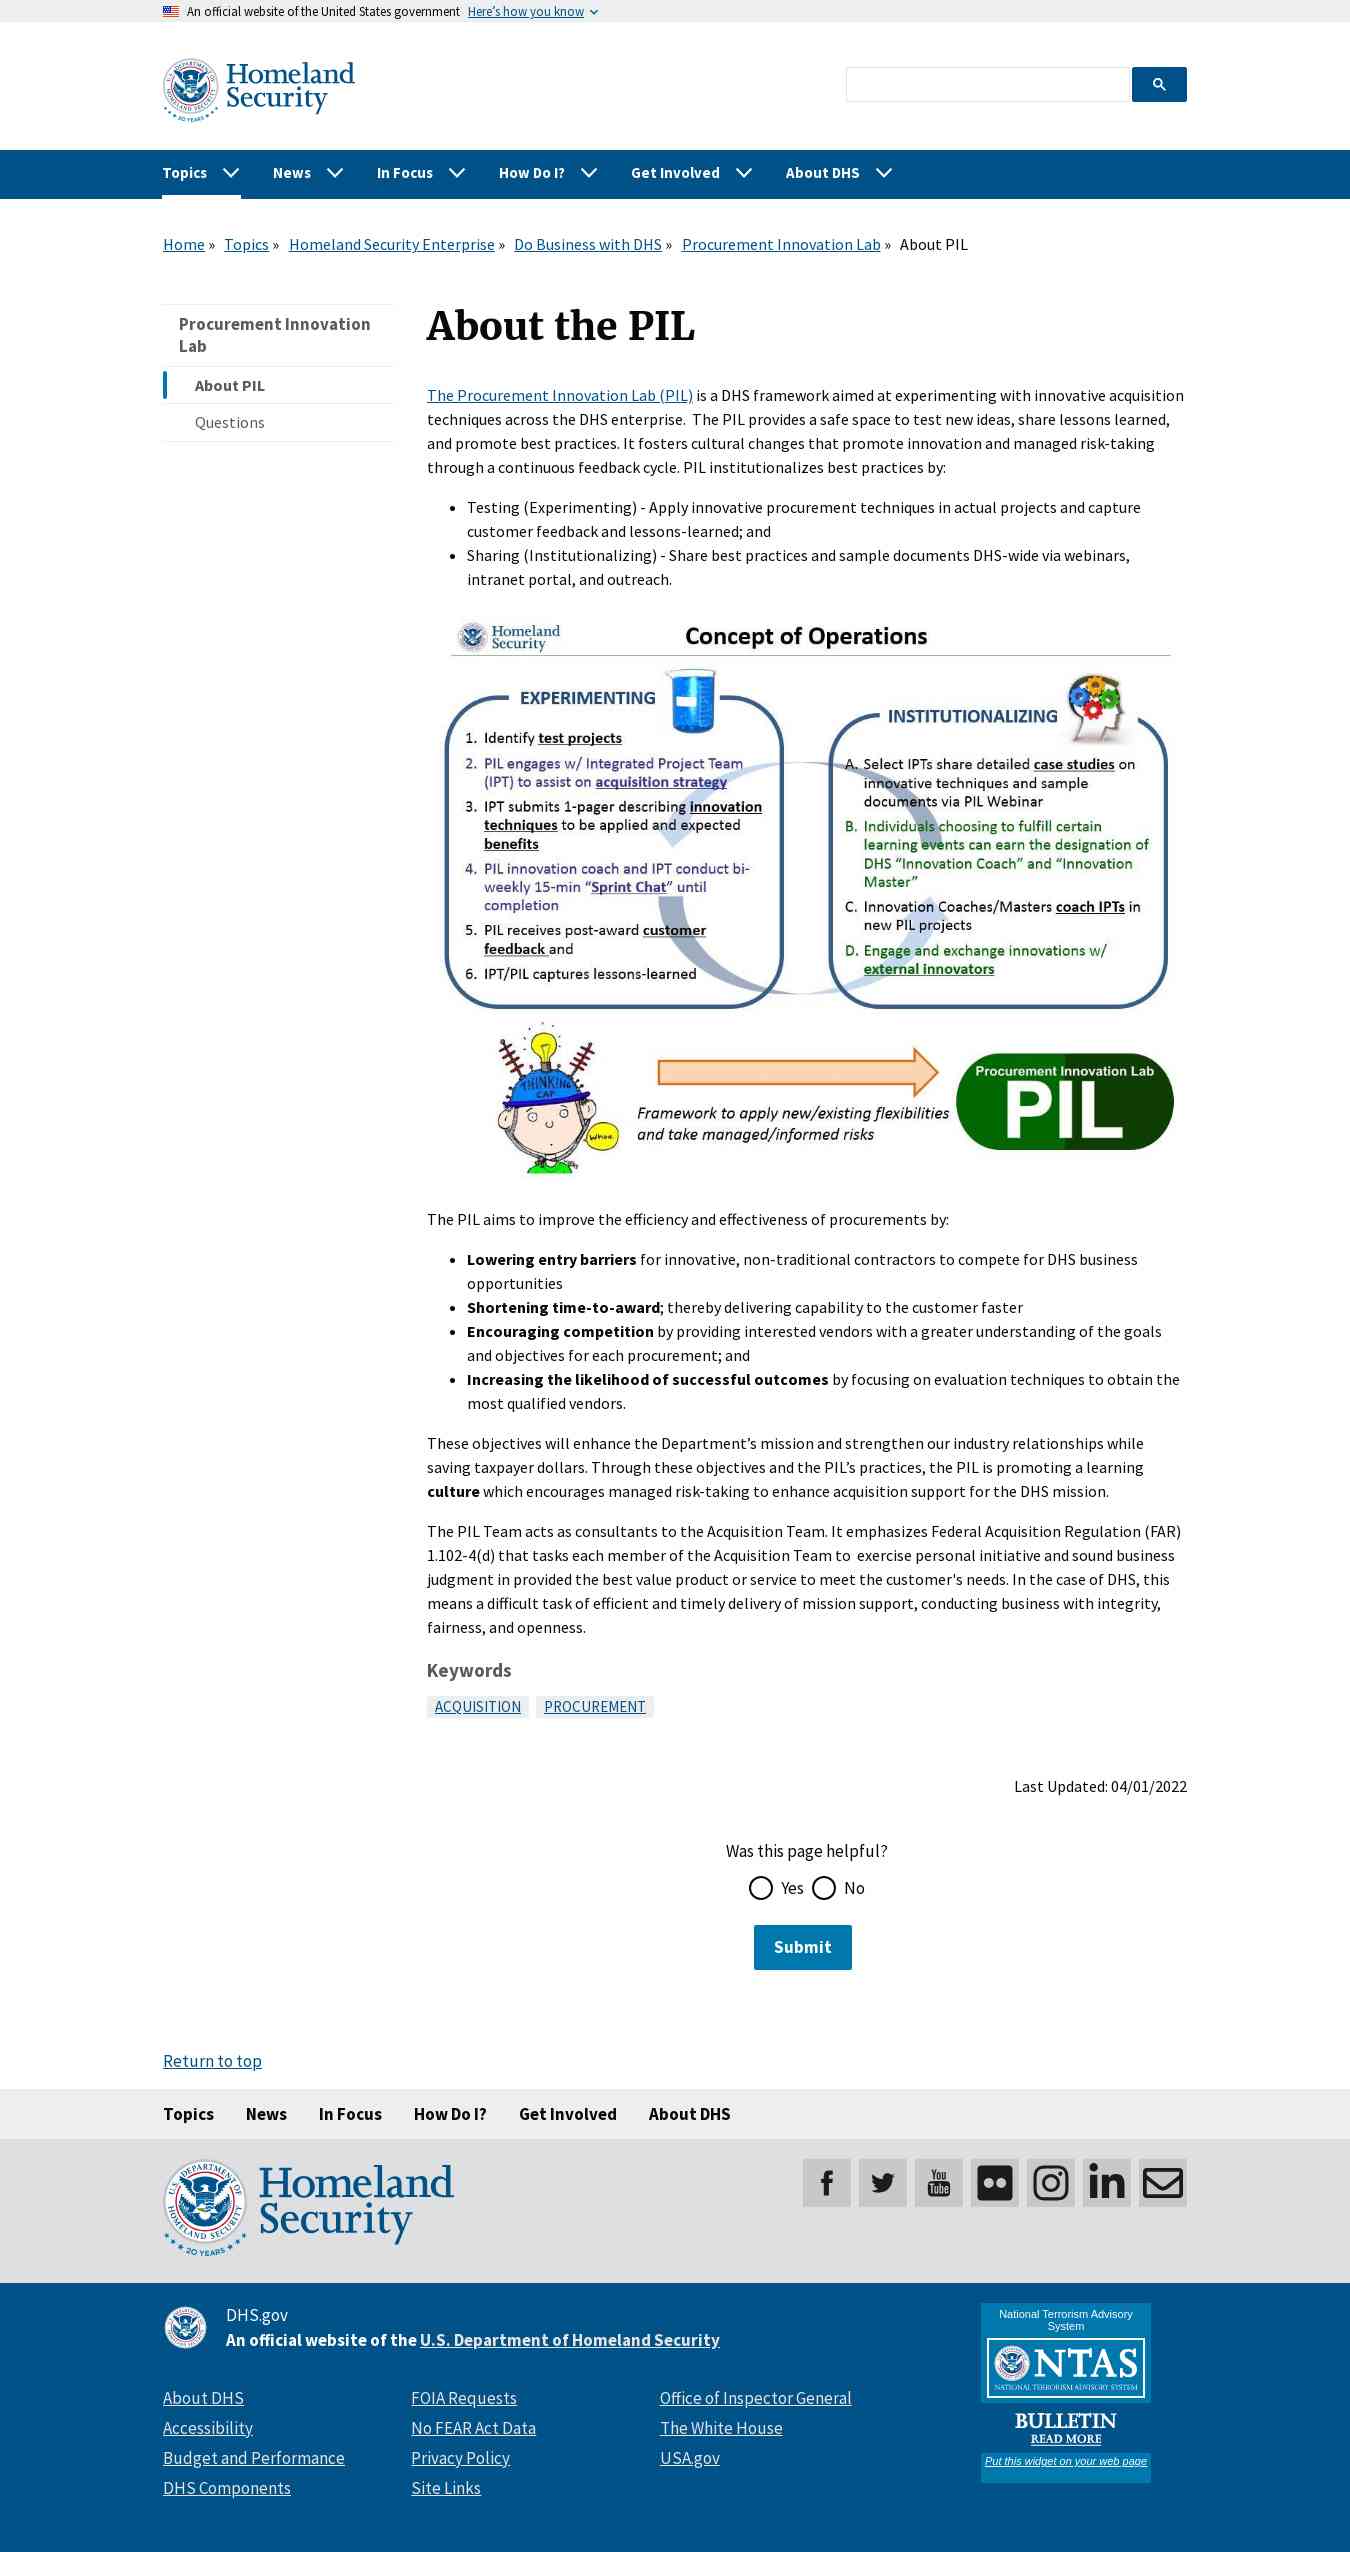 An official website of the United States government Here's how you know
U.S. DEPARTMENT OF HOMELAND SECURITY
20 YEARS
Homeland
Security
Topics News In Focus How Do I? Get Involved About DHS
Home » Topics » Homeland Security Enterprise » Do Business with DHS » Procurement Innovation Lab » About PIL
Procurement Innovation
Lab
About PIL
Questions
About the PIL
The Procurement Innovation Lab (PIL) is a DHS framework aimed at experimenting with innovative acquisition
techniques across the DHS enterprise.  The PIL provides a safe space to test new ideas, share lessons learned,
and promote best practices. It fosters cultural changes that promote innovation and managed risk-taking
through a continuous feedback cycle. PIL institutionalizes best practices by:
• Testing (Experimenting) - Apply innovative procurement techniques in actual projects and capture
customer feedback and lessons-learned; and
• Sharing (Institutionalizing) - Share best practices and sample documents DHS-wide via webinars,
intranet portal, and outreach.
Homeland
Security
Concept of Operations
EXPERIMENTING
1. Identify test projects
2. PIL engages w/ Integrated Project Team
(IPT) to assist on acquisition strategy
3. IPT submits 1-pager describing innovation
techniques to be applied and expected
benefits
4. PIL innovation coach and IPT conduct bi-
weekly 15-min “Sprint Chat” until
completion
5. PIL receives post-award customer
feedback and
6. IPT/PIL captures lessons-learned
INSTITUTIONALIZING
A. Select IPTs share detailed case studies on
innovative techniques and sample
documents via PIL Webinar
B. Individuals choosing to fulfill certain
learning events can earn the designation of
DHS “Innovation Coach” and “Innovation
Master”
C. Innovation Coaches/Masters coach IPTs in
new PIL projects
D. Engage and exchange innovations w/
external innovators
THINKING
CAP
Whoa.
Framework to apply new/existing flexibilities
and take managed/informed risks
Procurement Innovation Lab
PIL
The PIL aims to improve the efficiency and effectiveness of procurements by:
• Lowering entry barriers for innovative, non-traditional contractors to compete for DHS business
opportunities
• Shortening time-to-award; thereby delivering capability to the customer faster
• Encouraging competition by providing interested vendors with a greater understanding of the goals
and objectives for each procurement; and
• Increasing the likelihood of successful outcomes by focusing on evaluation techniques to obtain the
most qualified vendors.
These objectives will enhance the Department’s mission and strengthen our industry relationships while
saving taxpayer dollars. Through these objectives and the PIL’s practices, the PIL is promoting a learning
culture which encourages managed risk-taking to enhance acquisition support for the DHS mission.
The PIL Team acts as consultants to the Acquisition Team. It emphasizes Federal Acquisition Regulation (FAR)
1.102-4(d) that tasks each member of the Acquisition Team to  exercise personal initiative and sound business
judgment in provided the best value product or service to meet the customer's needs. In the case of DHS, this
means a difficult task of efficient and timely delivery of mission support, conducting business with integrity,
fairness, and openness.
Keywords
ACQUISITION PROCUREMENT
Last Updated: 04/01/2022
Was this page helpful?
Yes No
Submit
Return to top
Topics News In Focus How Do I? Get Involved About DHS
U.S. DEPARTMENT OF HOMELAND SECURITY
20 YEARS
Homeland
Security
You
Tube
in
DHS.gov
An official website of the U.S. Department of Homeland Security
About DHS FOIA Requests Office of Inspector General
Accessibility No FEAR Act Data The White House
Budget and Performance Privacy Policy USA.gov
DHS Components Site Links
National Terrorism Advisory
System
NTAS
NATIONAL TERRORISM ADVISORY SYSTEM
BULLETIN
READ MORE
Put this widget on your web page